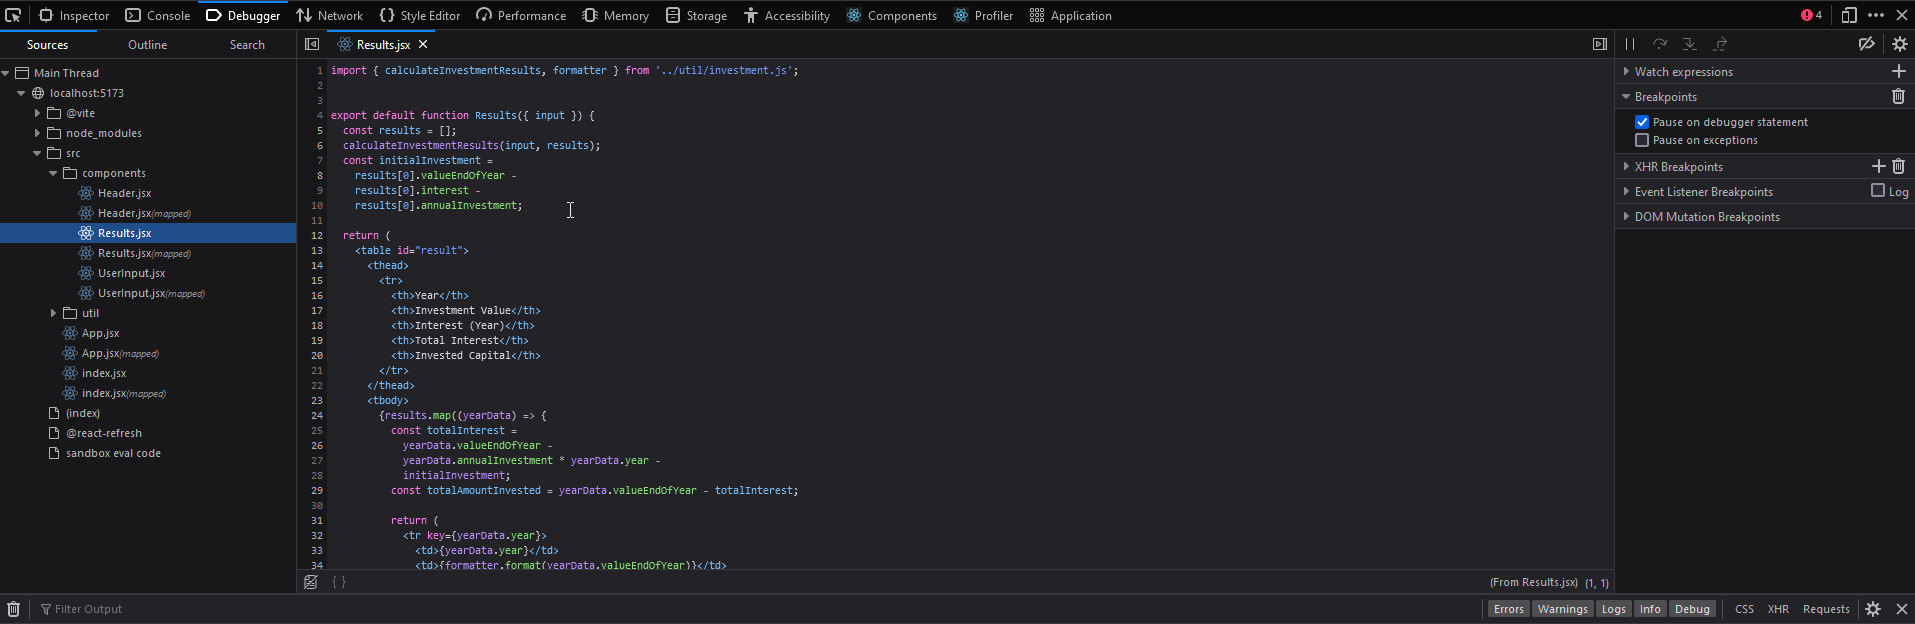 Inspector Console Debugger Network Style Editor Performance Memory Storage Accessibility Components Profiler Application 4
Sources Outline Search
Main Thread
localhost:5173
@vite
node_modules
src
components
Header.jsx
Header.jsx(mapped)
Results.jsx
Results.jsx(mapped)
UserInput.jsx
UserInput.jsx(mapped)
util
App.jsx
App.jsx(mapped)
index.jsx
index.jsx(mapped)
(index)
@react-refresh
sandbox eval code
Results.jsx
1 import { calculateInvestmentResults, formatter } from '../util/investment.js';
2
3
4 export default function Results({ input }) {
5 const results = [];
6 calculateInvestmentResults(input, results);
7 const initialInvestment =
8 results[0].valueEndOfYear -
9 results[0].interest -
10 results[0].annualInvestment;
11
12 return (
13 <table id="result">
14 <thead>
15 <tr>
16 <th>Year</th>
17 <th>Investment Value</th>
18 <th>Interest (Year)</th>
19 <th>Total Interest</th>
20 <th>Invested Capital</th>
21 </tr>
22 </thead>
23 <tbody>
24 {results.map((yearData) => {
25 const totalInterest =
26 yearData.valueEndOfYear -
27 yearData.annualInvestment * yearData.year -
28 initialInvestment;
29 const totalAmountInvested = yearData.valueEndOfYear - totalInterest;
30
31 return (
32 <tr key={yearData.year}>
33 <td>{yearData.year}</td>
34 <td>{formatter.format(yearData.valueEndOfYear)}</td>
{ } (From Results.jsx) (1, 1)
Watch expressions
Breakpoints
Pause on debugger statement
Pause on exceptions
XHR Breakpoints
Event Listener Breakpoints Log
DOM Mutation Breakpoints
Filter Output Errors Warnings Logs Info Debug CSS XHR Requests